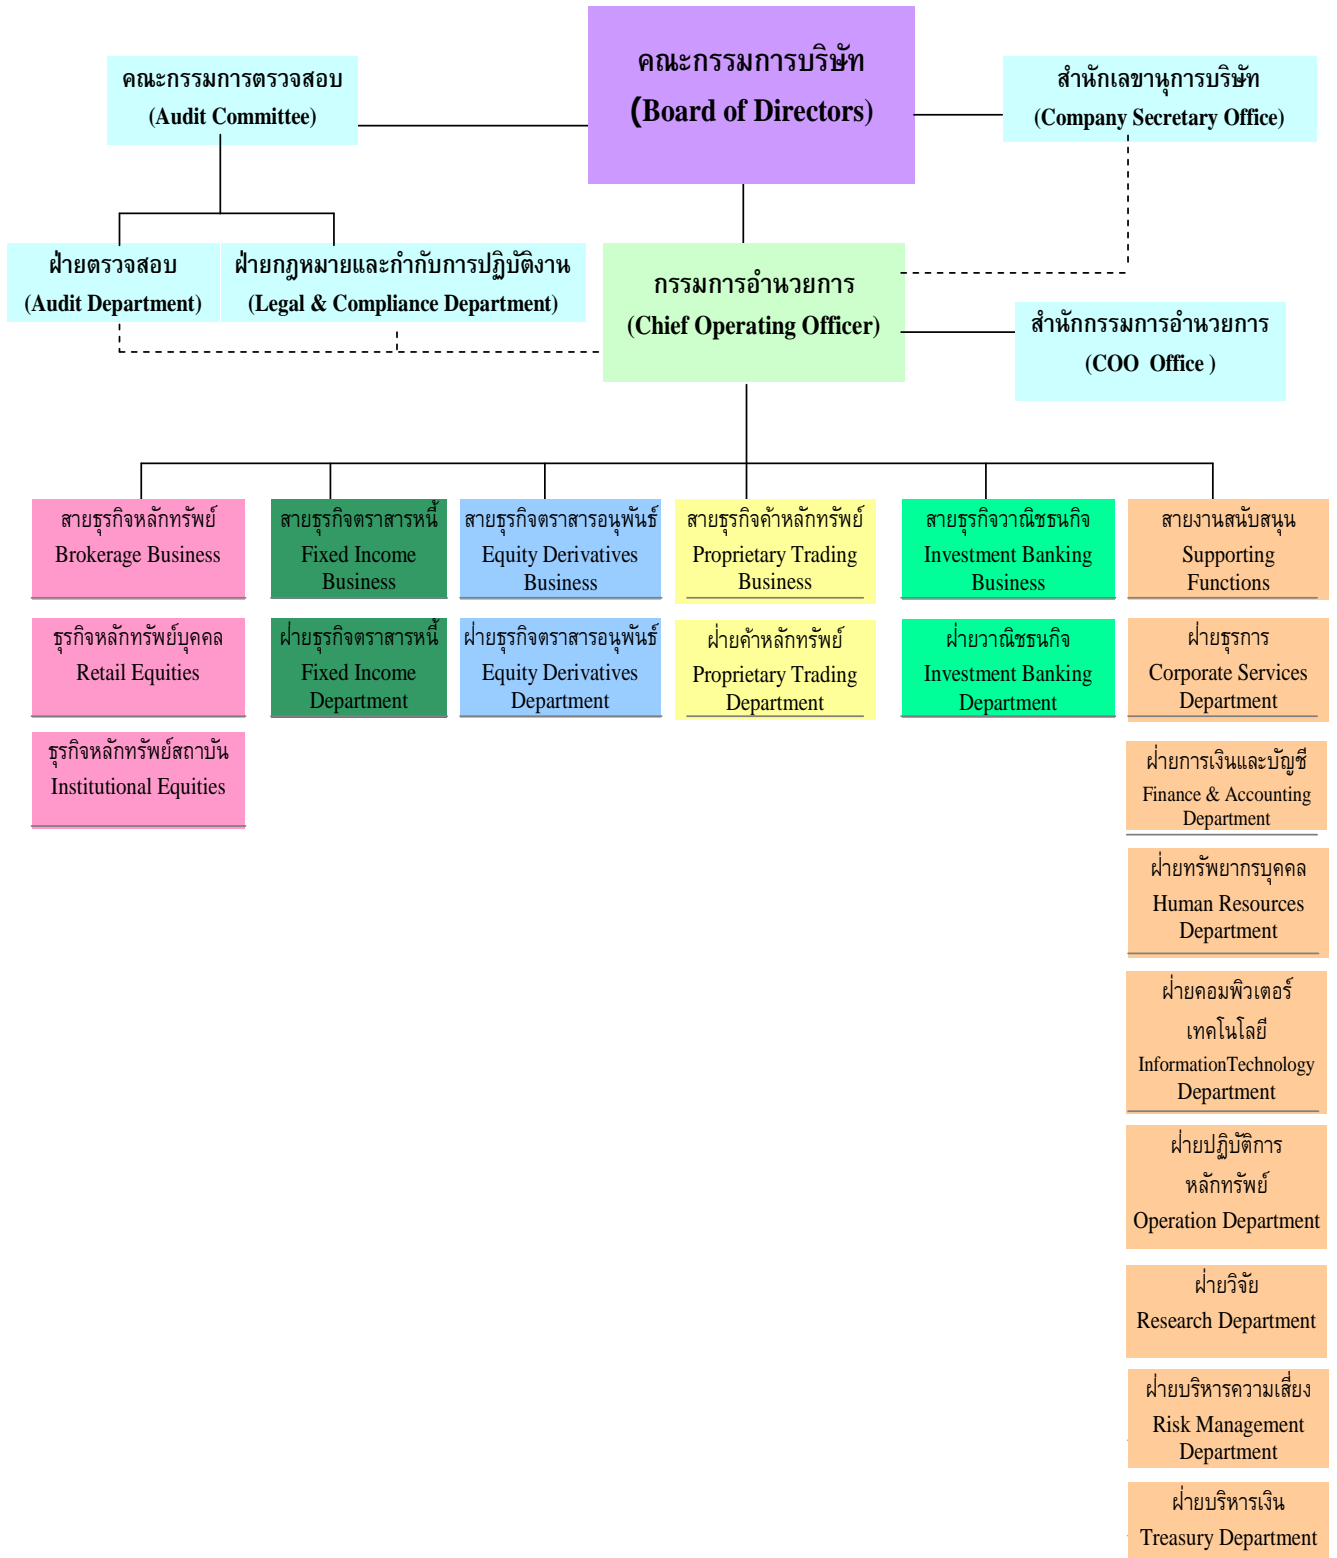 คณะกรรมการบริษัท
(Board of Directors)
คณะกรรมการตรวจสอบ
(Audit Committee)
สำนักเลขานุการบริษัท
(Company Secretary Office)
ฝ่ายตรวจสอบ
(Audit Department)
ฝ่ายกฎหมายและกำกับการปฏิบัติงาน
(Legal & Compliance Department)
กรรมการอำนวยการ
(Chief Operating Officer)
สำนักกรรมการอำนวยการ
(COO Office )
สายธุรกิจหลักทรัพย์
Brokerage Business
ธุรกิจหลักทรัพย์บุคคล
Retail Equities
ธุรกิจหลักทรัพย์สถาบัน
Institutional Equities
สายธุรกิจตราสารหนี้
Fixed Income
Business
ฝ่ายธุรกิจตราสารหนี้
Fixed Income
Department
สายธุรกิจตราสารอนุพันธ์
Equity Derivatives
Business
ฝ่ายธุรกิจตราสารอนุพันธ์
Equity Derivatives
Department
สายธุรกิจค้าหลักทรัพย์
Proprietary Trading
Business
ฝ่ายค้าหลักทรัพย์
Proprietary Trading
Department
สายธุรกิจวาณิชธนกิจ
Investment Banking
Business
ฝ่ายวาณิชธนกิจ
Investment Banking
Department
สายงานสนับสนุน
Supporting
Functions
ฝ่ายธุรการ
Corporate Services
Department
ฝ่ายการเงินและบัญชี
Finance & Accounting
Department
ฝ่ายทรัพยากรบุคคล
Human Resources
Department
ฝ่ายคอมพิวเตอร์
เทคโนโลยี
InformationTechnology
Department
ฝ่ายปฏิบัติการ
หลักทรัพย์
Operation Department
ฝ่ายวิจัย
Research Department
ฝ่ายบริหารความเสี่ยง
Risk Management
Department
ฝ่ายบริหารเงิน
Treasury Department